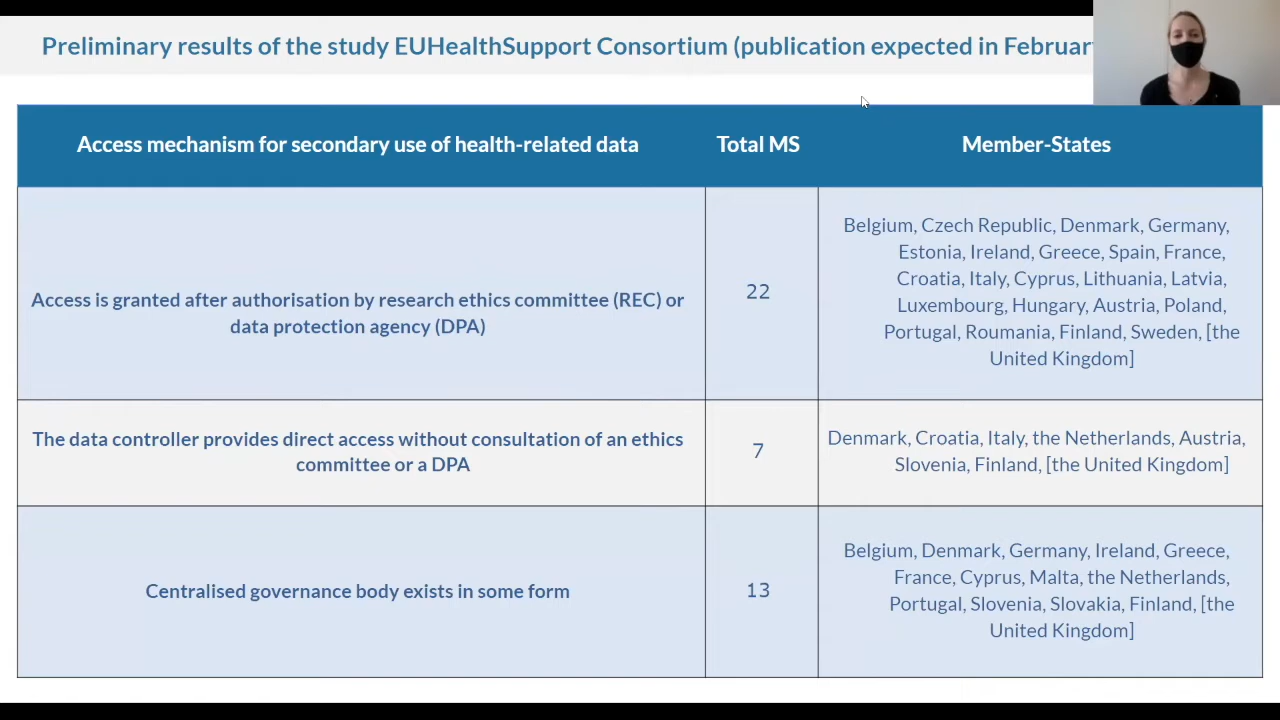 Preliminary results of the study EUHealthSupport Consortium (publication expected in
Access mechanism for secondary use of health-related data
Total MS
Member-States
Access is granted after authorisation by research ethics committee (REC) or
data protection agency (DPA)
22
Belgium, Czech Republic, Denmark, Germany,
Estonia, Ireland, Greece, Spain, France,
Croatia, Italy, Cyprus, Lithuania, Latvia,
Luxembourg, Hungary, Austria, Poland,
Portugal, Roumania, Finland, Sweden, [the
United Kingdom]
The data controller provides direct access without consultation of an ethics
committee or a DPA
7
Denmark, Croatia, Italy, the Netherlands, Austria,
Slovenia, Finland, [the United Kingdom]
Centralised governance body exists in some form
13
Belgium, Denmark, Germany, Ireland, Greece,
France, Cyprus, Malta, the Netherlands,
Portugal, Slovenia, Slovakia, Finland, [the
United Kingdom]